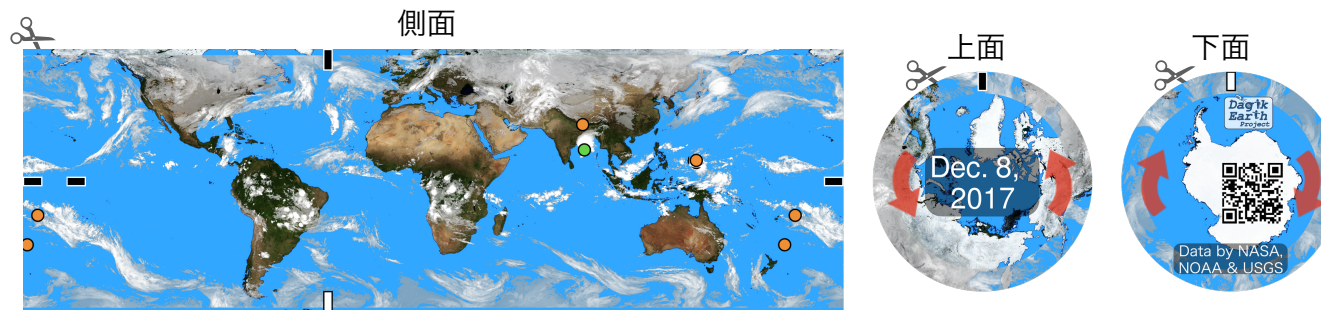 側面
上面
Dec. 8,
2017
下面
Dagik
Earth
Project
Data by NASA,
NOAA & USGS